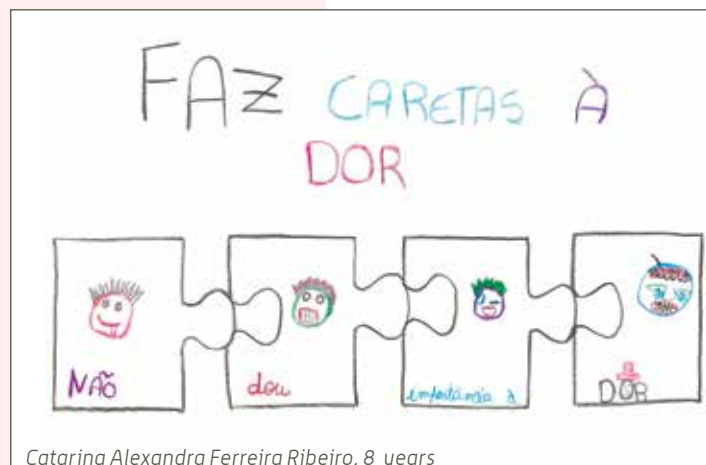 FAZ CARETAS À
DOR
NÃO dou importância à DOR
Catarina Alexandra Ferreira Ribeiro, 8 years